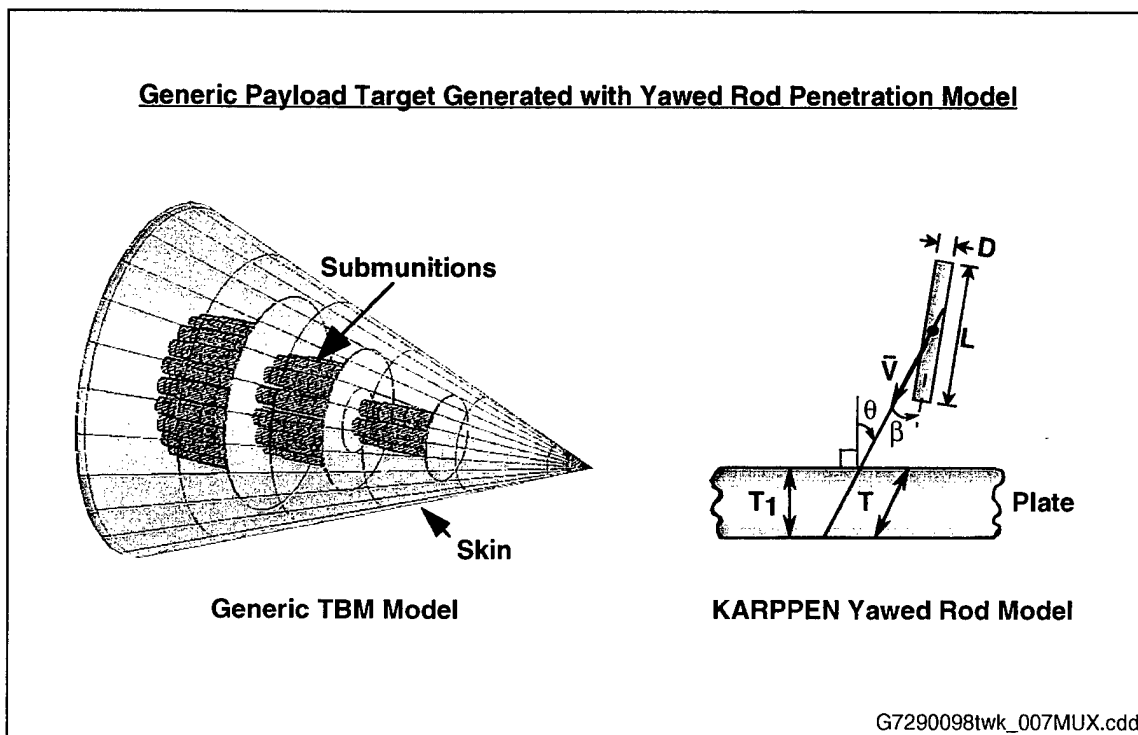 Generic Payload Target Generated with Yawed Rod Penetration Model
Submunitions
Skin
Generic TBM Model
D
L
V̄
θ
β
T₁
T
Plate
KARPPEN Yawed Rod Model
G7290098twk_007MUX.cdd